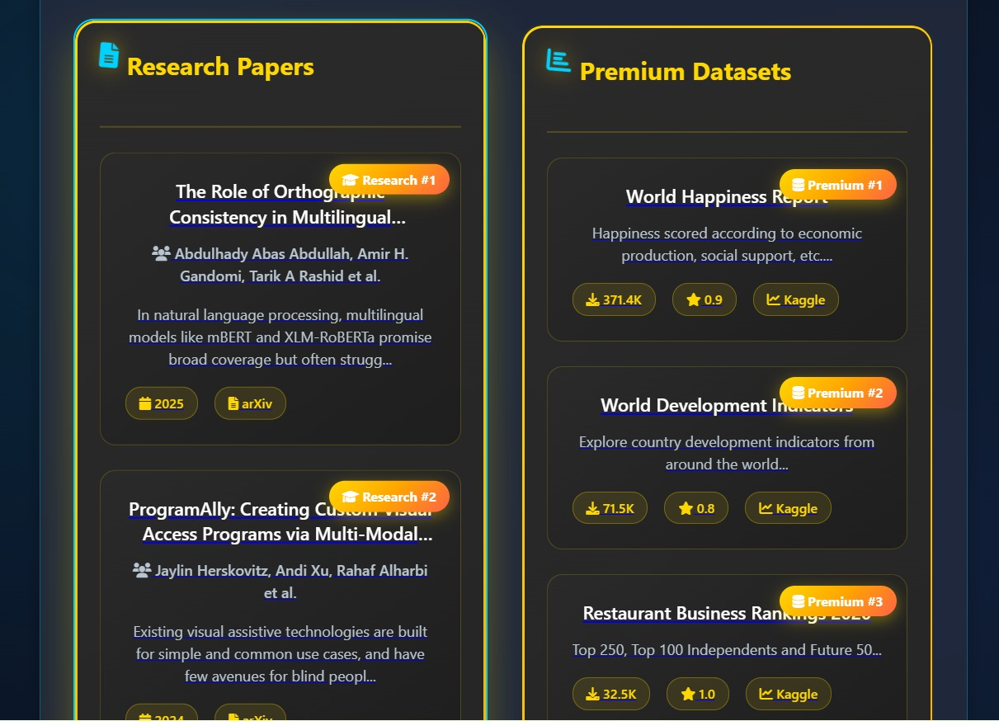 Research Papers
Research #1
The Role of Orthographic
Consistency in Multilingual...
Abdulhady Abas Abdullah, Amir H.
Gandomi, Tarik A Rashid et al.
In natural language processing, multilingual
models like mBERT and XLM-RoBERTa promise
broad coverage but often strugg...
2025
arXiv
Research #2
ProgramAlly: Creating Custom Visual
Access Programs via Multi-Modal...
Jaylin Herskovitz, Andi Xu, Rahaf Alharbi
et al.
Existing visual assistive technologies are built
for simple and common use cases, and have
few avenues for blind peopl...
2024
arXiv
Premium Datasets
Premium #1
World Happiness Report
Happiness scored according to economic
production, social support, etc....
371.4K
0.9
Kaggle
Premium #2
World Development Indicators
Explore country development indicators from
around the world...
71.5K
0.8
Kaggle
Premium #3
Restaurant Business Rankings 2020
Top 250, Top 100 Independents and Future 50...
32.5K
1.0
Kaggle